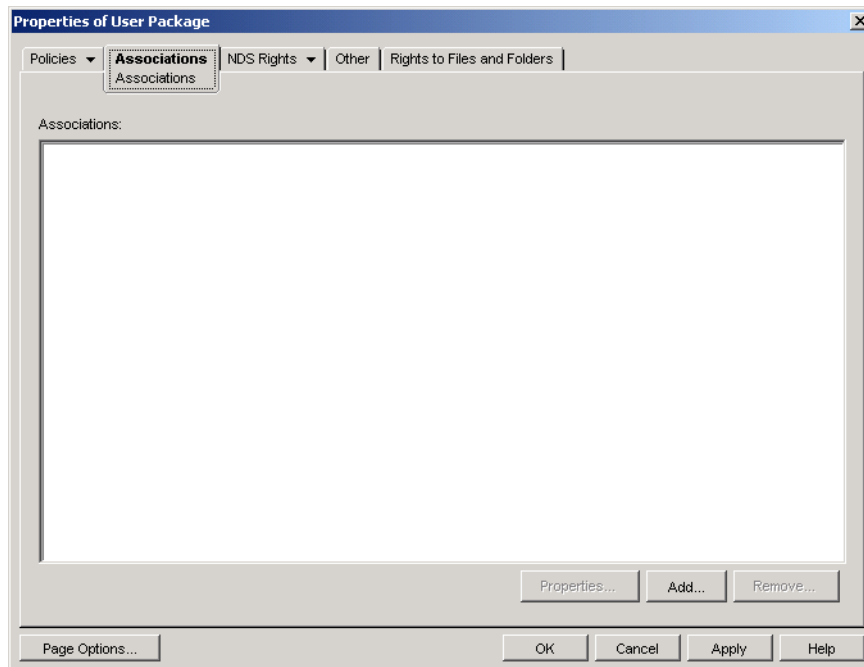 Properties of User Package
Policies Associations NDS Rights Other Rights to Files and Folders
Associations
Associations:
Properties... Add... Remove...
Page Options... OK Cancel Apply Help